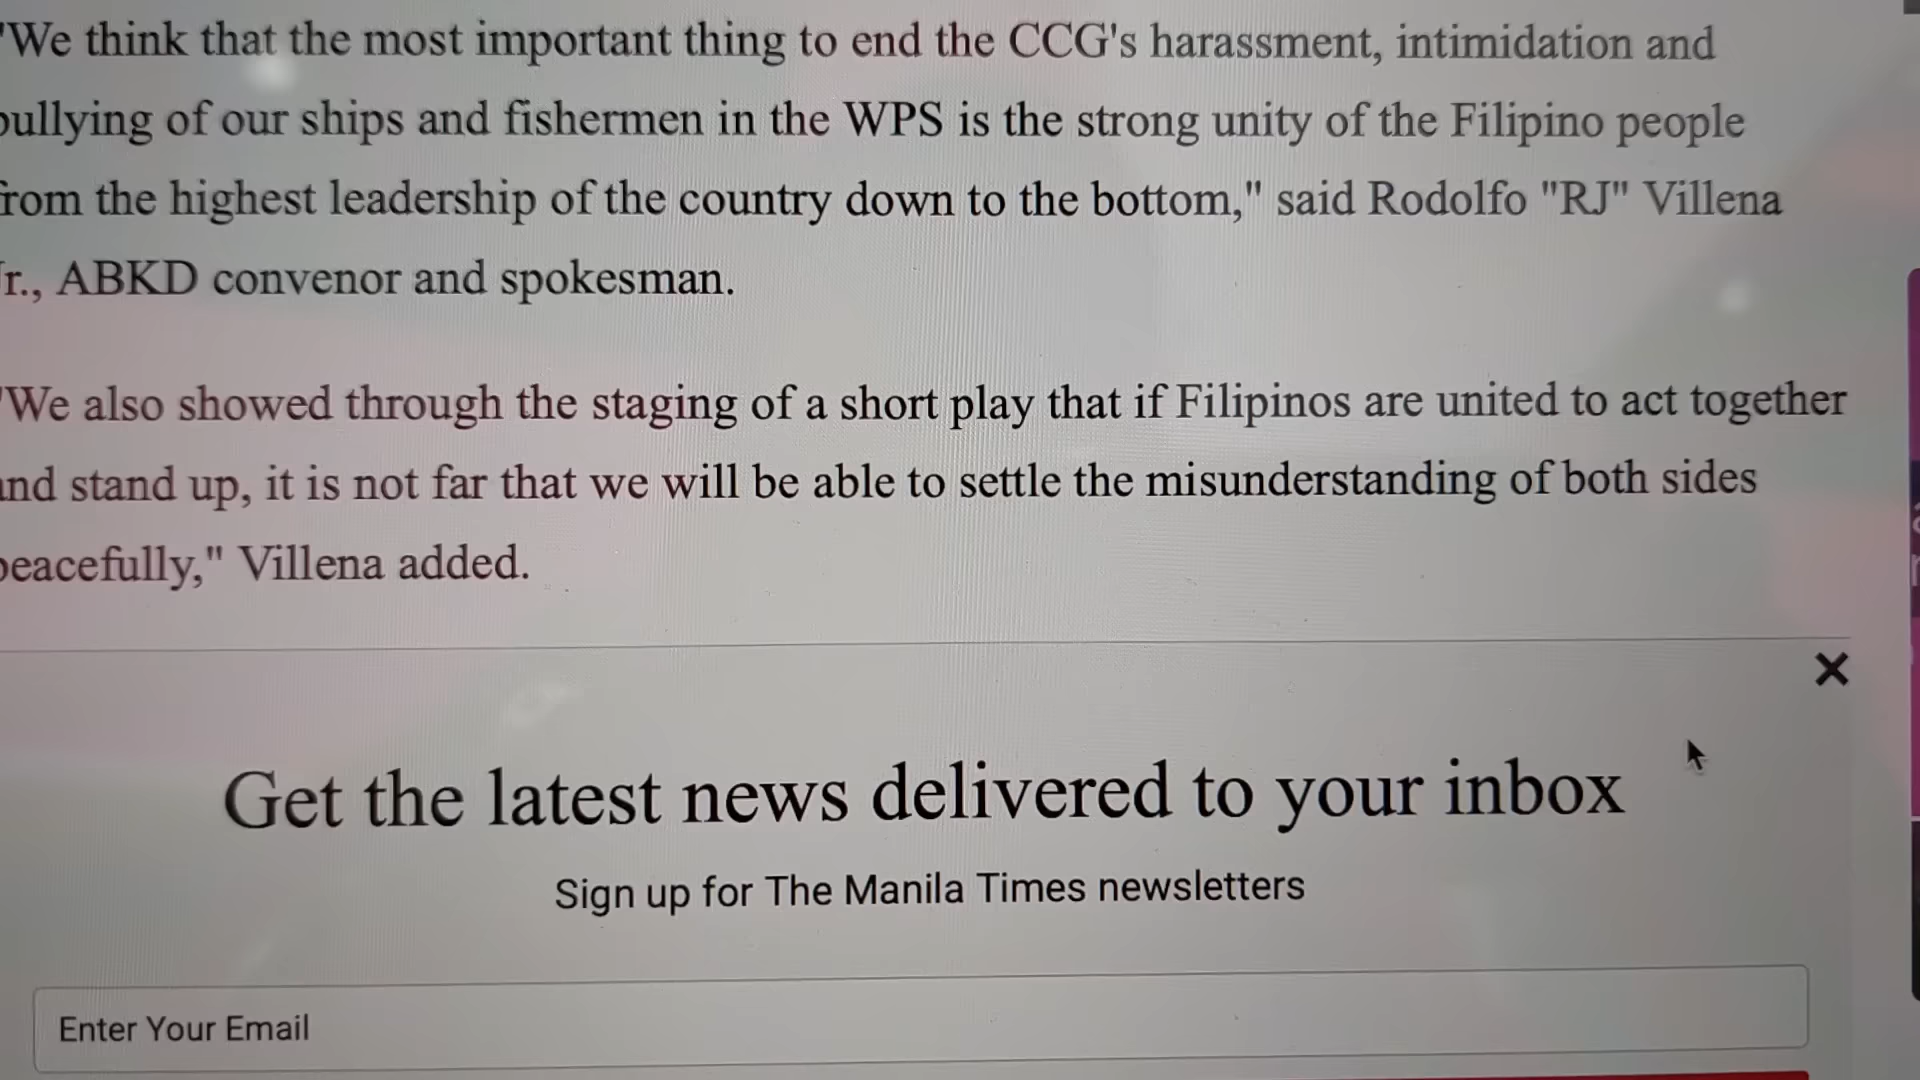 "We think that the most important thing to end the CCG's harassment, intimidation and
bullying of our ships and fishermen in the WPS is the strong unity of the Filipino people
from the highest leadership of the country down to the bottom," said Rodolfo "RJ" Villena
Jr., ABKD convenor and spokesman.
"We also showed through the staging of a short play that if Filipinos are united to act together
and stand up, it is not far that we will be able to settle the misunderstanding of both sides
peacefully," Villena added.
Get the latest news delivered to your inbox
Sign up for The Manila Times newsletters
Enter Your Email